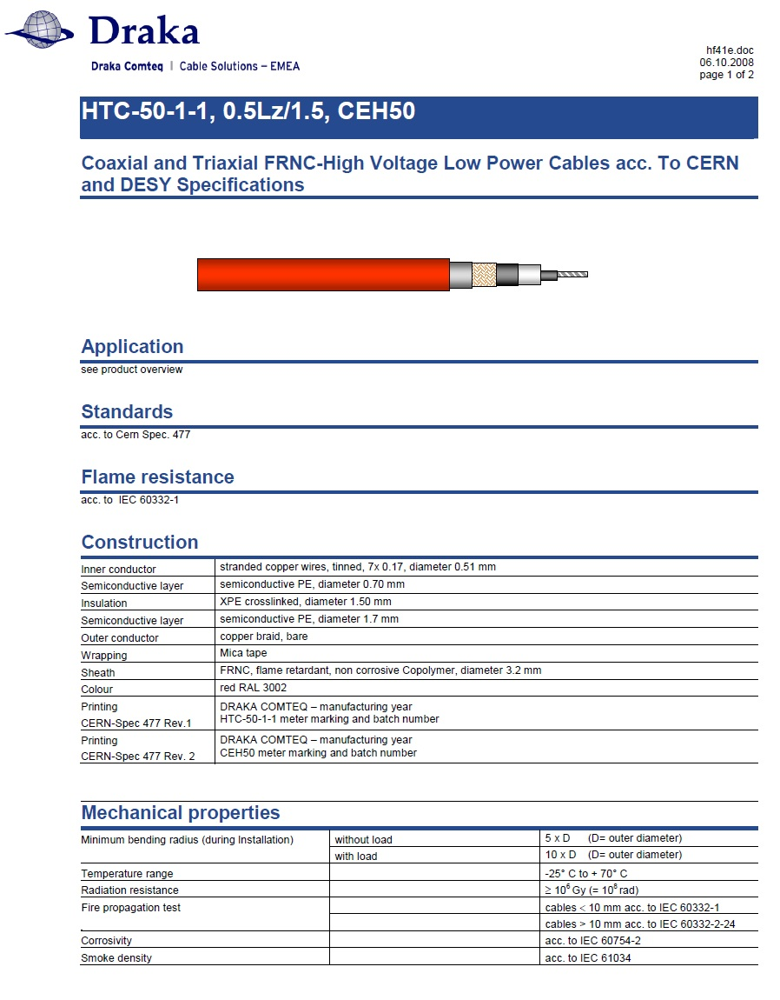 Draka
Draka Comteq | Cable Solutions – EMEA
hf41e.doc
06.10.2008
page 1 of 2
HTC-50-1-1, 0.5Lz/1.5, CEH50
Coaxial and Triaxial FRNC-High Voltage Low Power Cables acc. To CERN
and DESY Specifications
Application
see product overview
Standards
acc. to Cern Spec. 477
Flame resistance
acc. to IEC 60332-1
Construction
Inner conductor stranded copper wires, tinned, 7x 0.17, diameter 0.51 mm
Semiconductive layer semiconductive PE, diameter 0.70 mm
Insulation XPE crosslinked, diameter 1.50 mm
Semiconductive layer semiconductive PE, diameter 1.7 mm
Outer conductor copper braid, bare
Wrapping Mica tape
Sheath FRNC, flame retardant, non corrosive Copolymer, diameter 3.2 mm
Colour red RAL 3002
Printing DRAKA COMTEQ – manufacturing year
CERN-Spec 477 Rev.1 HTC-50-1-1 meter marking and batch number
Printing DRAKA COMTEQ – manufacturing year
CERN-Spec 477 Rev. 2 CEH50 meter marking and batch number
Mechanical properties
Minimum bending radius (during Installation) without load 5 x D (D= outer diameter)
with load 10 x D (D= outer diameter)
Temperature range -25° C to + 70° C
Radiation resistance ≥ 10⁶ Gy (= 10⁸ rad)
Fire propagation test cables < 10 mm acc. to IEC 60332-1
. cables > 10 mm acc. to IEC 60332-2-24
Corrosivity acc. to IEC 60754-2
Smoke density acc. to IEC 61034